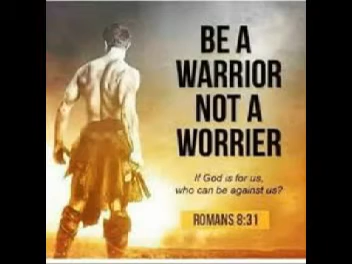 BE A
WARRIOR
NOT A
WORRIER
If God is for us,
who can be against us?
ROMANS 8:31